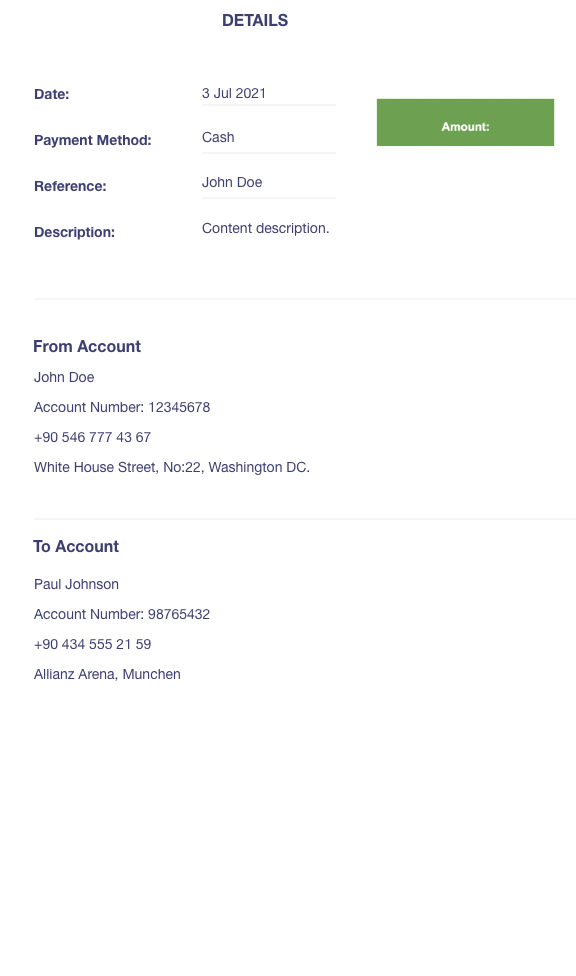 DETAILS
Date: 3 Jul 2021
Amount:
Payment Method: Cash
Reference: John Doe
Description: Content description.
From Account
John Doe
Account Number: 12345678
+90 546 777 43 67
White House Street, No:22, Washington DC.
To Account
Paul Johnson
Account Number: 98765432
+90 434 555 21 59
Allianz Arena, Munchen